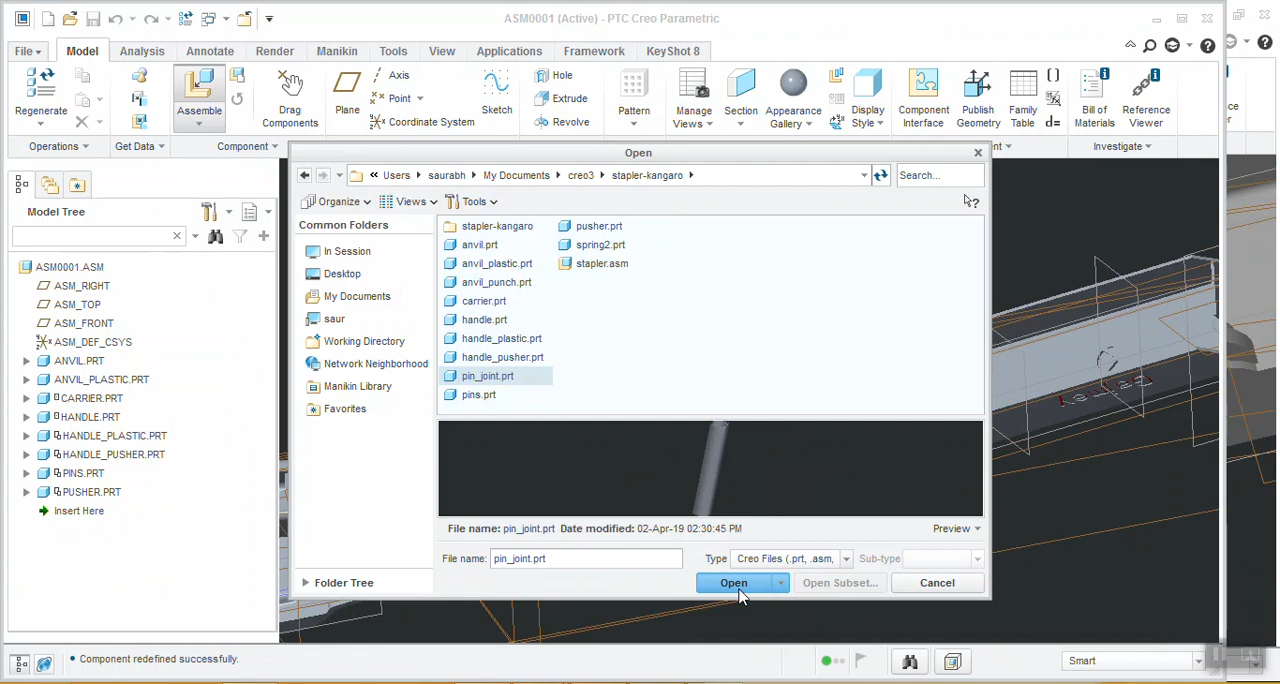 ASM0001 (Active) - PTC Creo Parametric
File Model Analysis Annotate Render Manikin Tools View Applications Framework KeyShot 8
Regenerate
Assemble
Drag
Components
Plane
Axis
Point
Coordinate System
Sketch
Hole
Extrude
Revolve
Pattern
Manage
Views
Section
Appearance
Gallery
Display
Style
Component
Interface
Publish
Geometry
Family
Table
Bill of
Materials
Reference
Viewer
Operations Get Data Component Investigate
Open
« Users saurabh My Documents creo3 stapler-kangaro Search...
Organize Views Tools
Model Tree
Common Folders
In Session
Desktop
My Documents
saur
Working Directory
Network Neighborhood
Manikin Library
Favorites
Folder Tree
stapler-kangaro
anvil.prt
anvil_plastic.prt
anvil_punch.prt
carrier.prt
handle.prt
handle_plastic.prt
handle_pusher.prt
pin_joint.prt
pins.prt
pusher.prt
spring2.prt
stapler.asm
File name: pin_joint.prt Date modified: 02-Apr-19 02:30:45 PM Preview
File name: pin_joint.prt Type Creo Files (.prt, .asm, Sub-type
Open Open Subset... Cancel
ASM0001.ASM
ASM_RIGHT
ASM_TOP
ASM_FRONT
ASM_DEF_CSYS
ANVIL.PRT
ANVIL_PLASTIC.PRT
CARRIER.PRT
HANDLE.PRT
HANDLE_PLASTIC.PRT
HANDLE_PUSHER.PRT
PINS.PRT
PUSHER.PRT
Insert Here
Component redefined successfully.
Smart